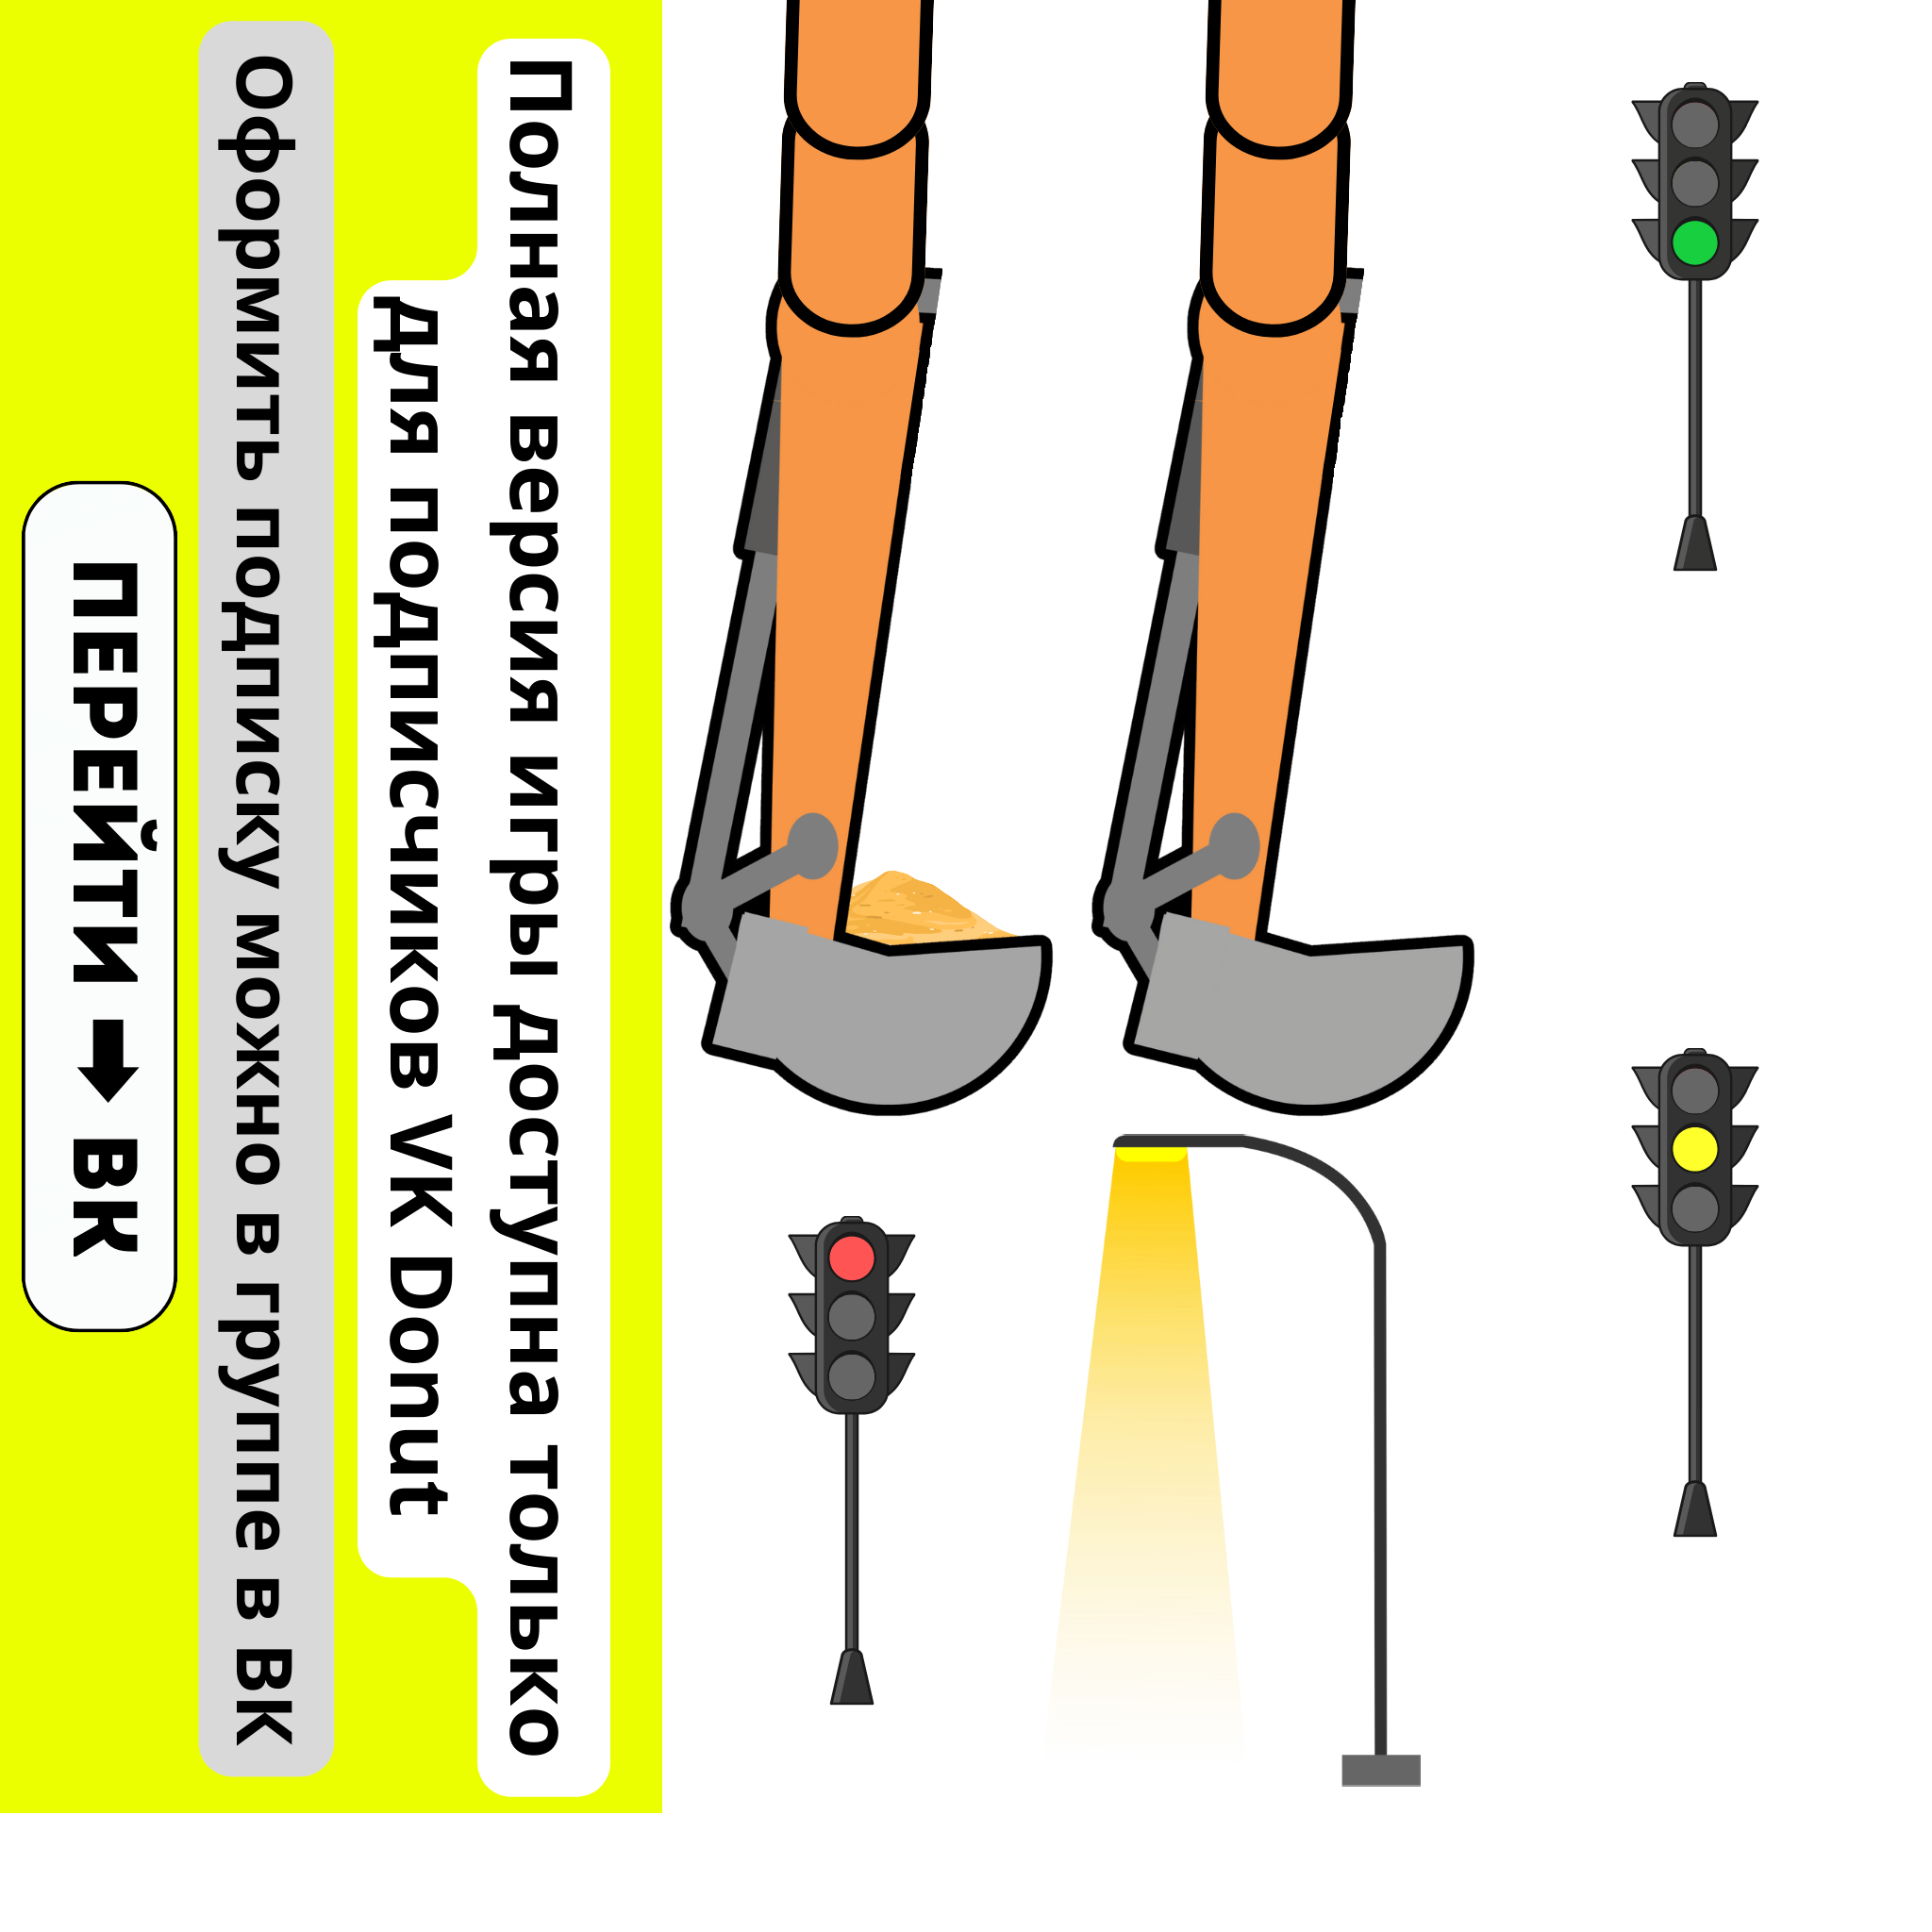 Полная версия игры доступна только
для подписчиков VK Donut
Оформить подписку можно в группе в ВК
ПЕРЕЙТИ ➡ ВК